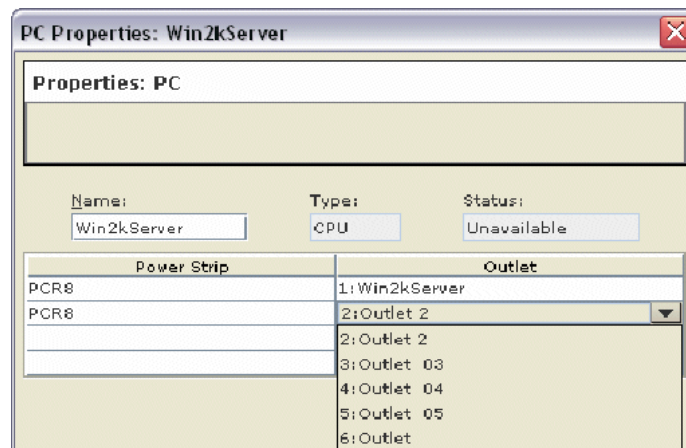 PC Properties: Win2kServer
Properties: PC
Name: Type: Status:
Win2kServer CPU Unavailable
Power Strip Outlet
PCR8 1:Win2kServer
PCR8 2:Outlet 2
2:Outlet 2
3:Outlet 03
4:Outlet 04
5:Outlet 05
6:Outlet